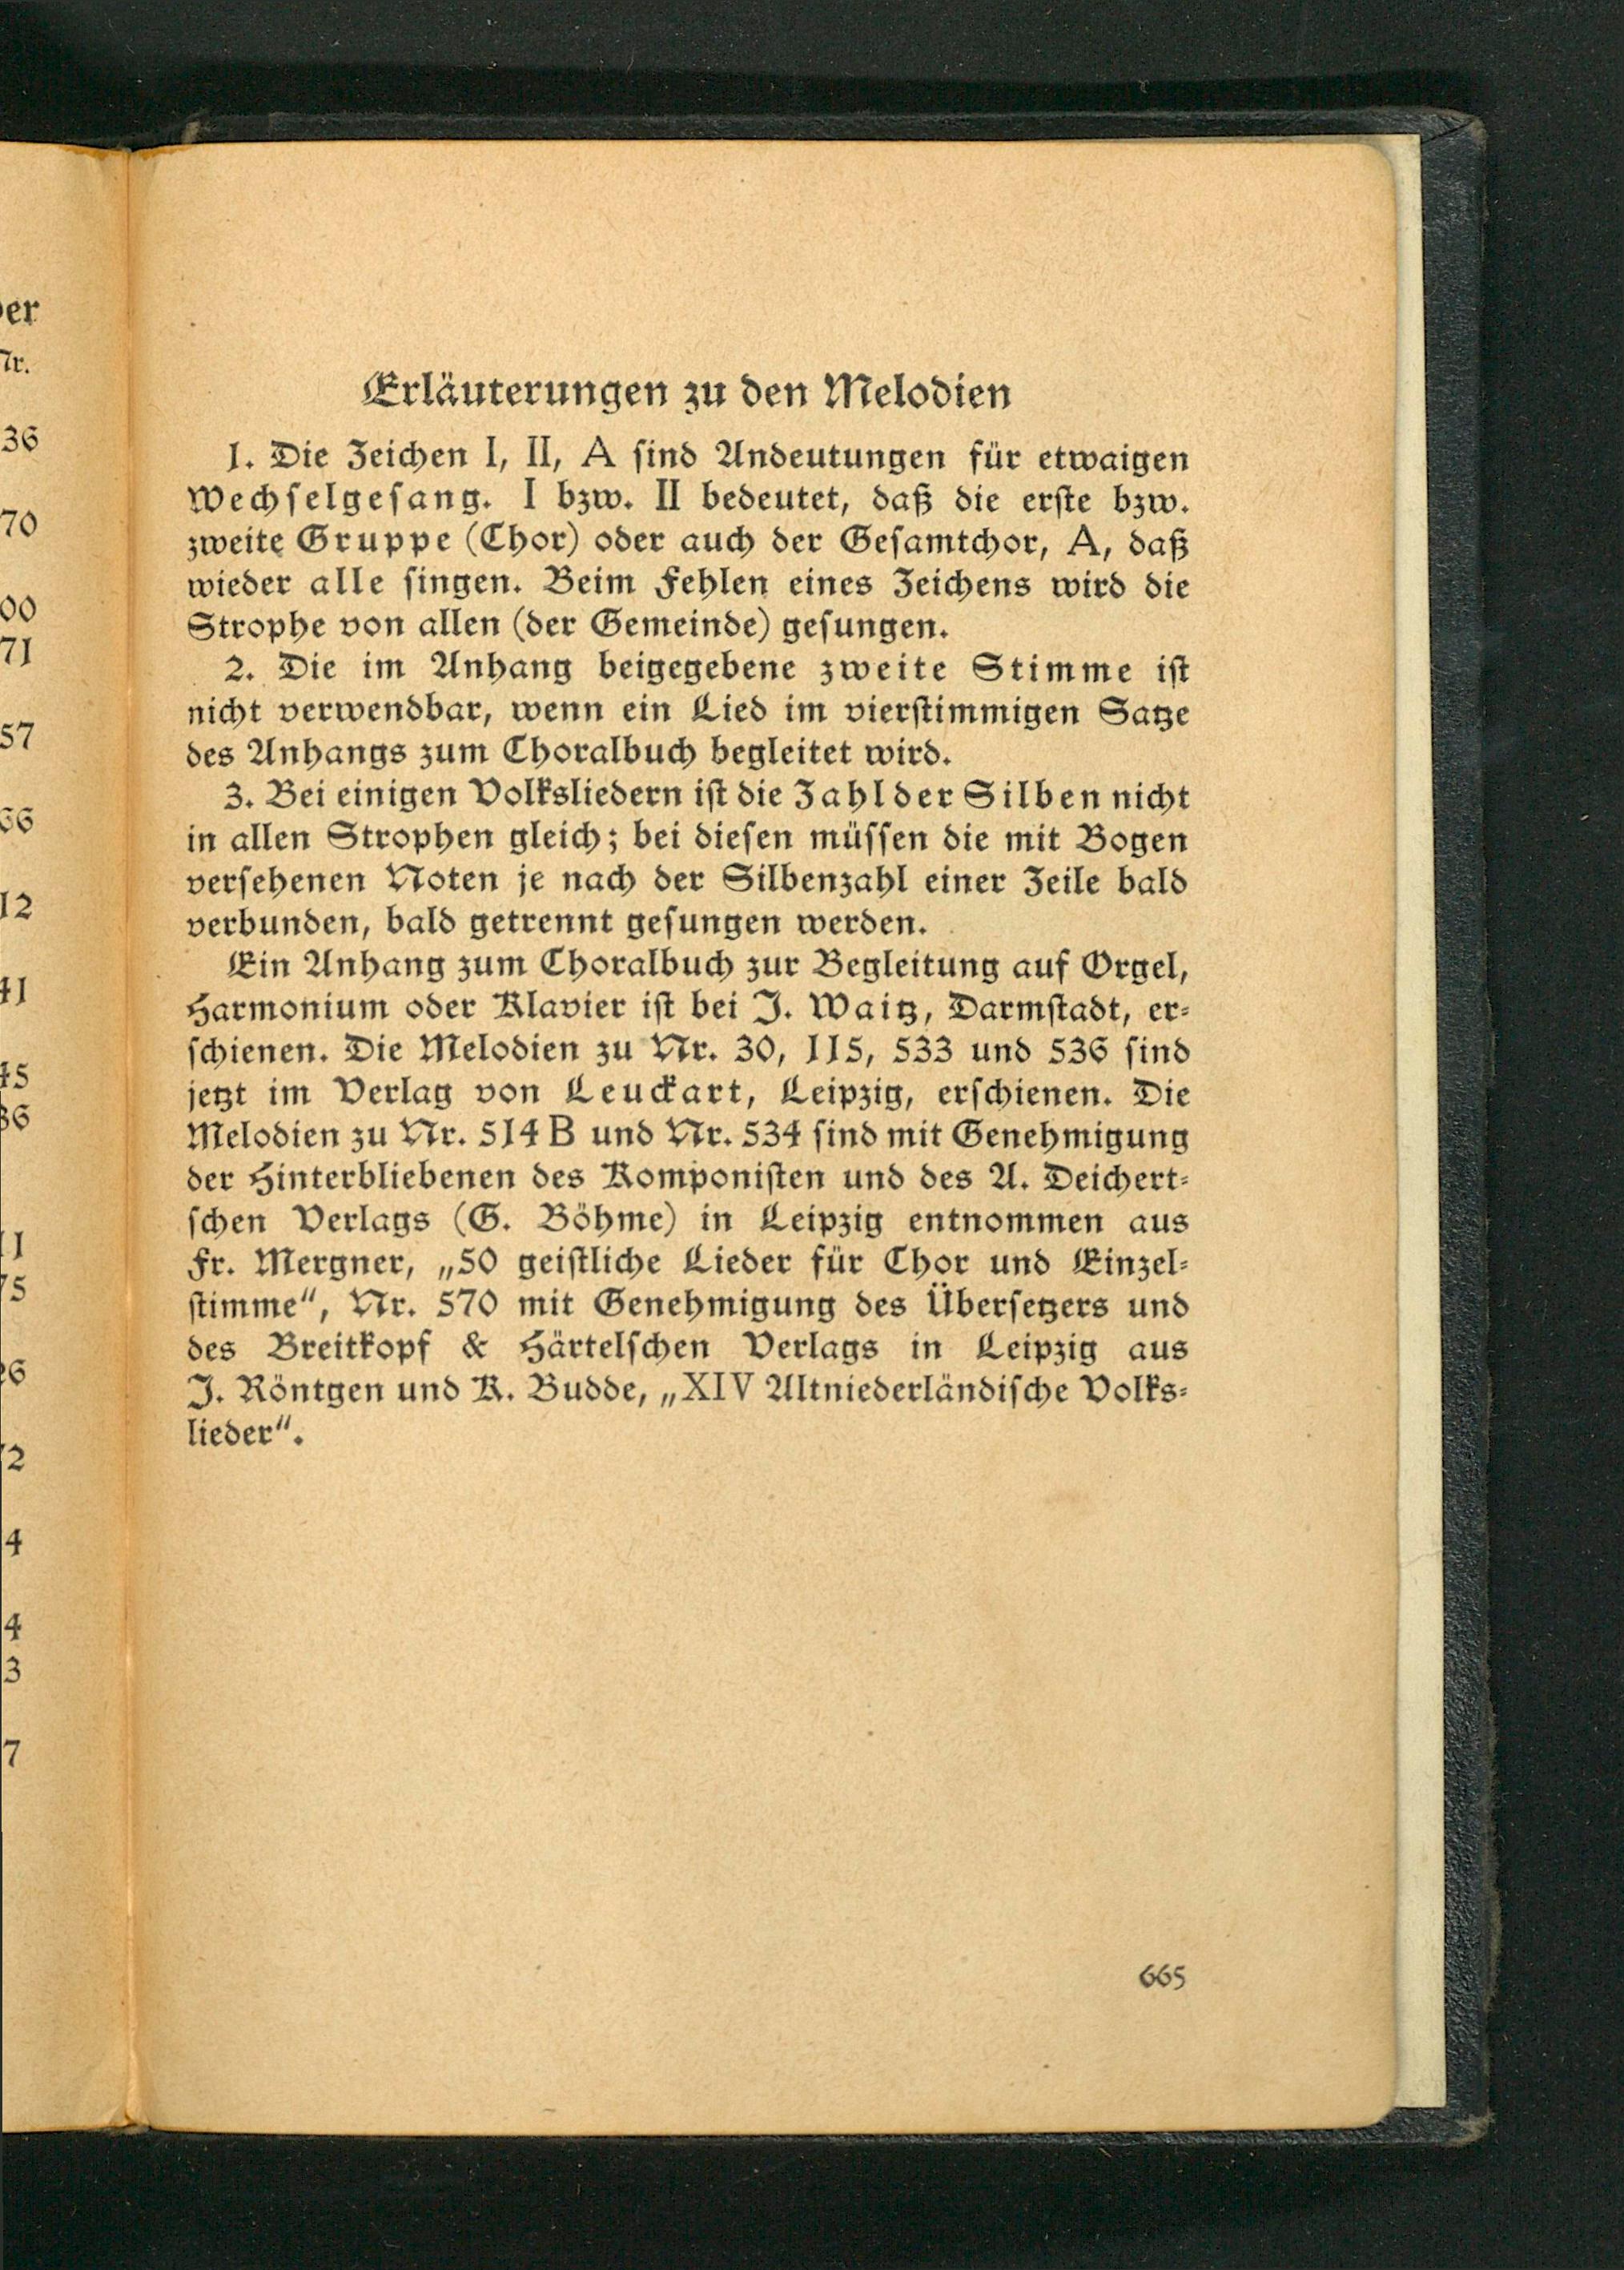 Erläuterungen zu den Melodien
1. Die Zeichen I, II, A sind Andeutungen für etwaigen
Wechselgesang. I bzw. II bedeutet, daß die erste bzw.
zweite Gruppe (Chor) oder auch der Gesamtchor, A, daß
wieder alle singen. Beim Fehlen eines Zeichens wird die
Strophe von allen (der Gemeinde) gesungen.
2. Die im Anhang beigegebene zweite Stimme ist
nicht verwendbar, wenn ein Lied im vierstimmigen Satze
des Anhangs zum Choralbuch begleitet wird.
3. Bei einigen Volksliedern ist die Zahl der Silben nicht
in allen Strophen gleich; bei diesen müssen die mit Bogen
versehenen Noten je nach der Silbenzahl einer Zeile bald
verbunden, bald getrennt gesungen werden.
Ein Anhang zum Choralbuch zur Begleitung auf Orgel,
Harmonium oder Klavier ist bei J. Waitz, Darmstadt, er-
schienen. Die Melodien zu Nr. 30, 115, 533 und 536 sind
jetzt im Verlag von Leuckart, Leipzig, erschienen. Die
Melodien zu Nr. 514 B und Nr. 534 sind mit Genehmigung
der Hinterbliebenen des Komponisten und des A. Deichert-
schen Verlags (G. Böhme) in Leipzig entnommen aus
Fr. Mergner, „50 geistliche Lieder für Chor und Einzel-
stimme“, Nr. 570 mit Genehmigung des Übersetzers und
des Breitkopf & Härtelschen Verlags in Leipzig aus
J. Röntgen und K. Budde, „XIV Altniederländische Volks-
lieder“.
665